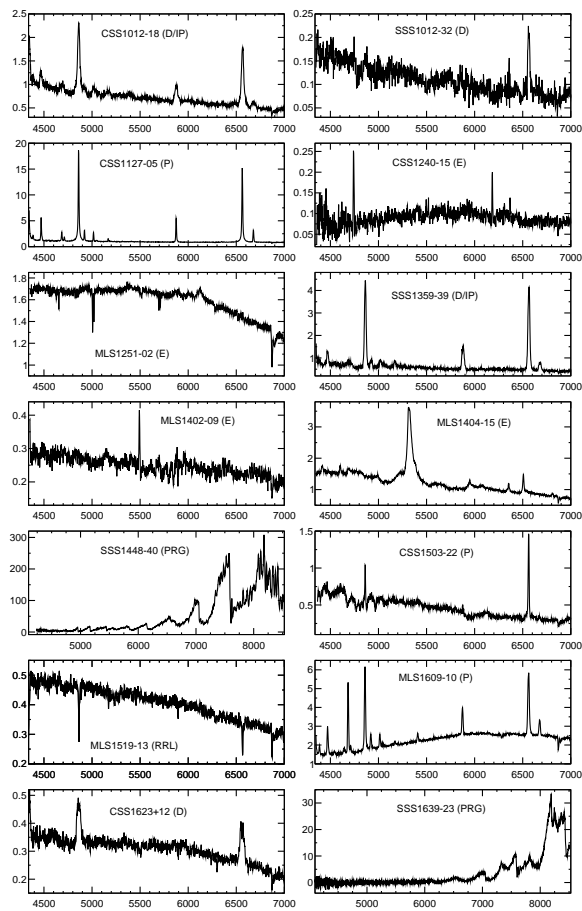 CSS1012-18 (D/IP)
2.5
2
1.5
1
0.5
4500 5000 5500 6000 6500 7000
SSS1012-32 (D)
0.25
0.2
0.15
0.1
0.05
4500 5000 5500 6000 6500 7000
CSS1127-05 (P)
20
15
10
5
0
4500 5000 5500 6000 6500 7000
CSS1240-15 (E)
0.25
0.2
0.15
0.1
0.05
4500 5000 5500 6000 6500 7000
1.8
1.6
1.4
1.2
1
MLS1251-02 (E)
4500 5000 5500 6000 6500 7000
SSS1359-39 (D/IP)
4
3
2
1
4500 5000 5500 6000 6500 7000
MLS1402-09 (E)
0.4
0.3
0.2
4500 5000 5500 6000 6500 7000
MLS1404-15 (E)
3
2
1
4500 5000 5500 6000 6500 7000
SSS1448-40 (PRG)
300
200
100
0
5000 6000 7000 8000
CSS1503-22 (P)
1.5
1
0.5
4500 5000 5500 6000 6500 7000
0.5
0.4
0.3
0.2
MLS1519-13 (RRL)
4500 5000 5500 6000 6500 7000
MLS1609-10 (P)
6
5
4
3
2
1
4500 5000 5500 6000 6500 7000
CSS1623+12 (D)
0.5
0.4
0.3
0.2
4500 5000 5500 6000 6500 7000
SSS1639-23 (PRG)
30
20
10
0
5000 6000 7000 8000